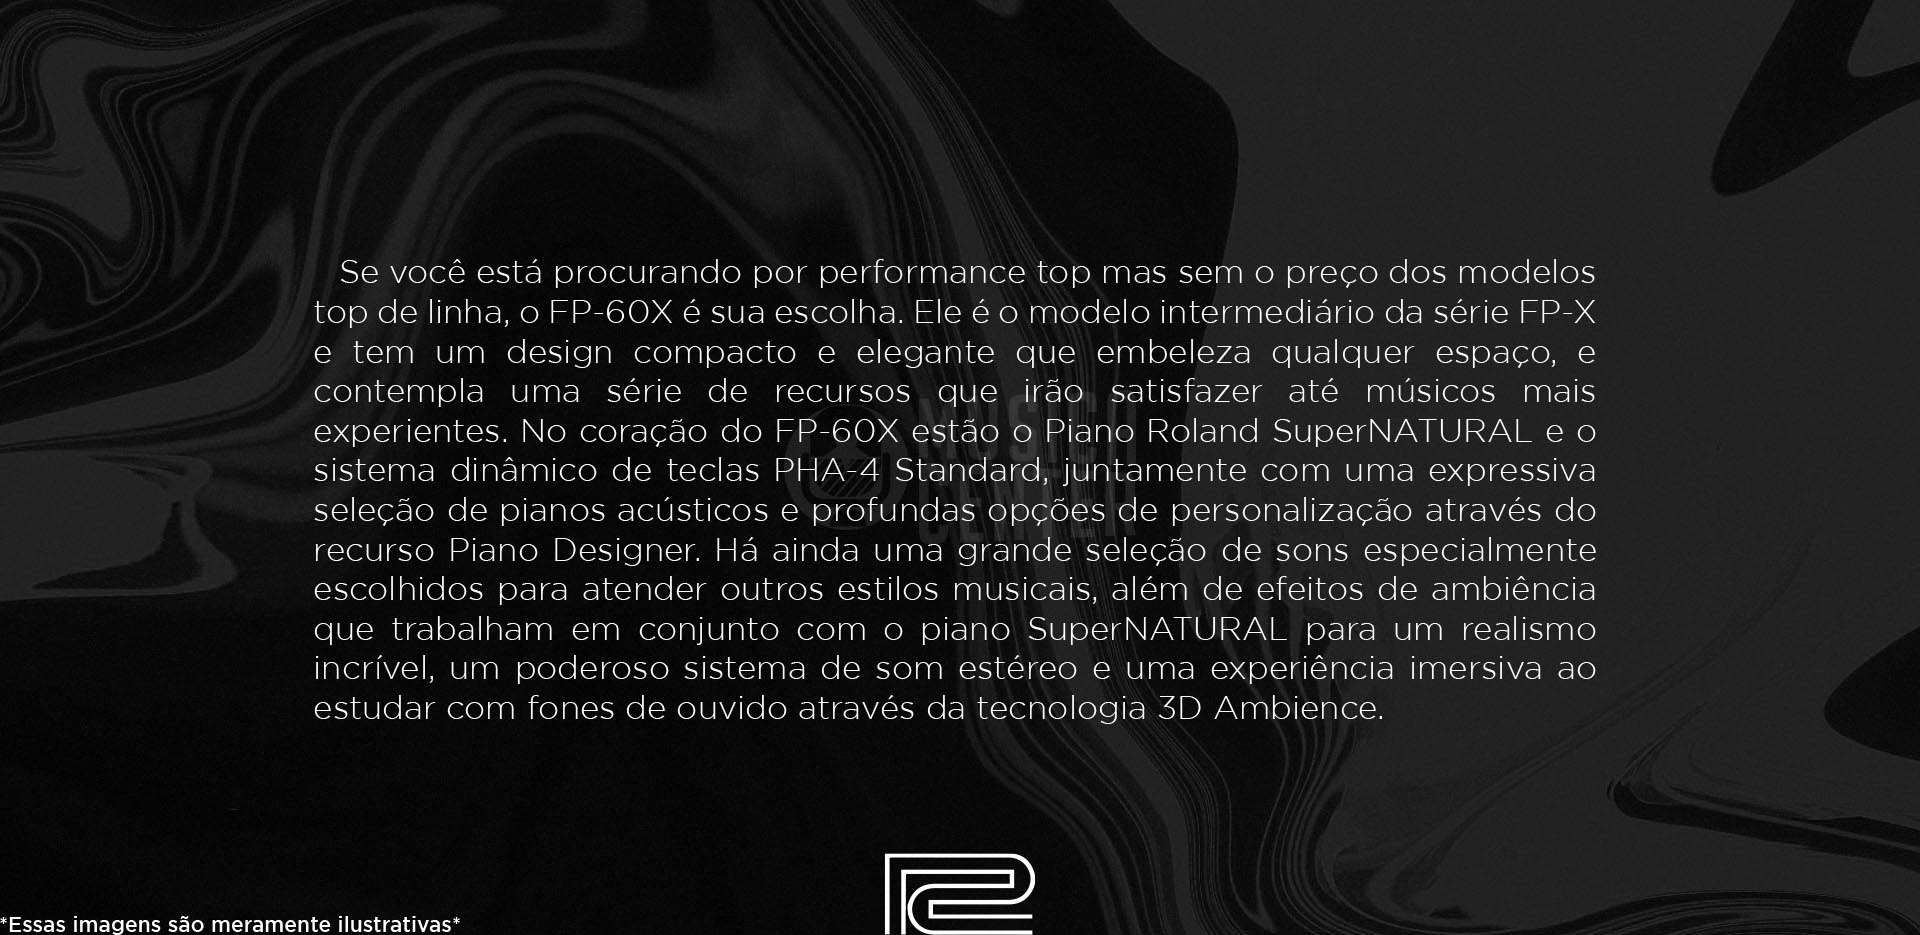 Se você está procurando por performance top mas sem o preço dos modelos
top de linha, o FP-60X é sua escolha. Ele é o modelo intermediário da série FP-X
e tem um design compacto e elegante que embeleza qualquer espaço, e
contempla uma série de recursos que irão satisfazer até músicos mais
experientes. No coração do FP-60X estão o Piano Roland SuperNATURAL e o
sistema dinâmico de teclas PHA-4 Standard, juntamente com uma expressiva
seleção de pianos acústicos e profundas opções de personalização através do
recurso Piano Designer. Há ainda uma grande seleção de sons especialmente
escolhidos para atender outros estilos musicais, além de efeitos de ambiência
que trabalham em conjunto com o piano SuperNATURAL para um realismo
incrível, um poderoso sistema de som estéreo e uma experiência imersiva ao
estudar com fones de ouvido através da tecnologia 3D Ambience.
*Essas imagens são meramente ilustrativas*